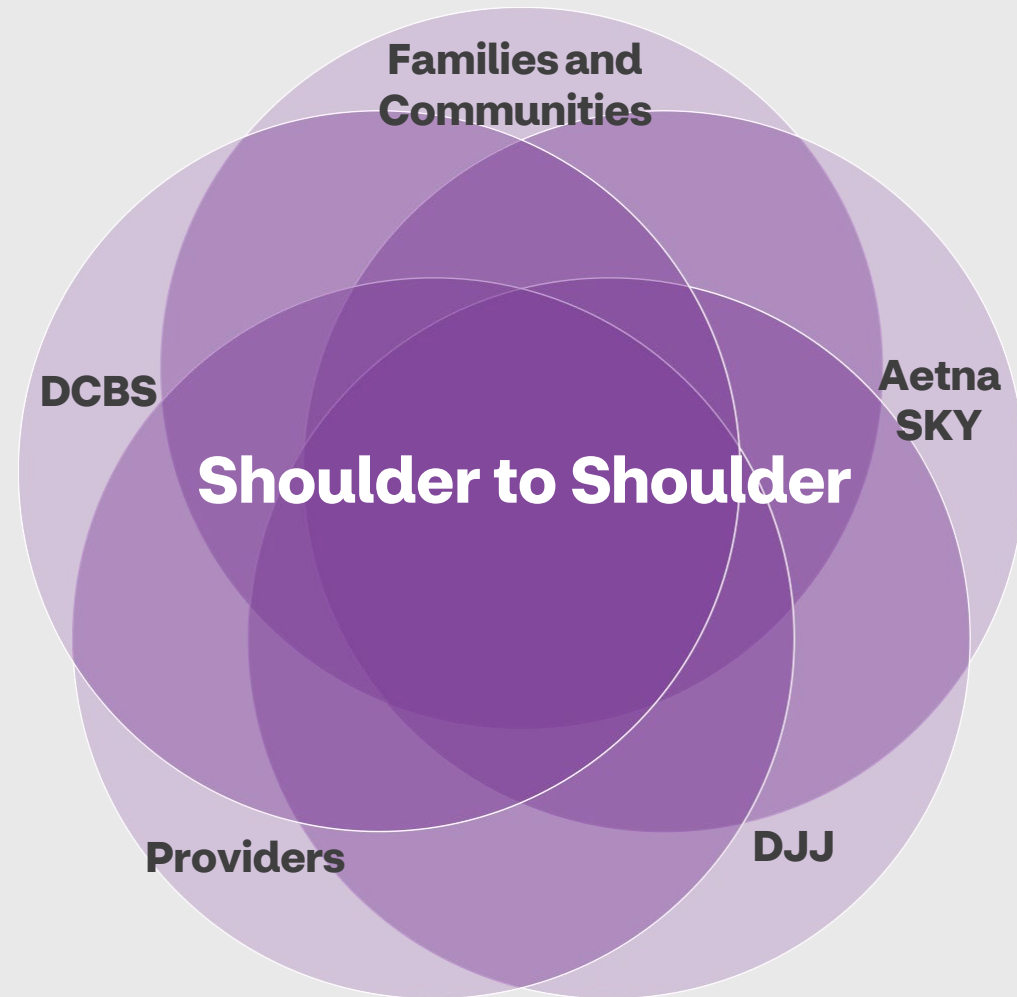 Families and
Communities
DCBS
Aetna
SKY
Shoulder to Shoulder
Providers
DJJ